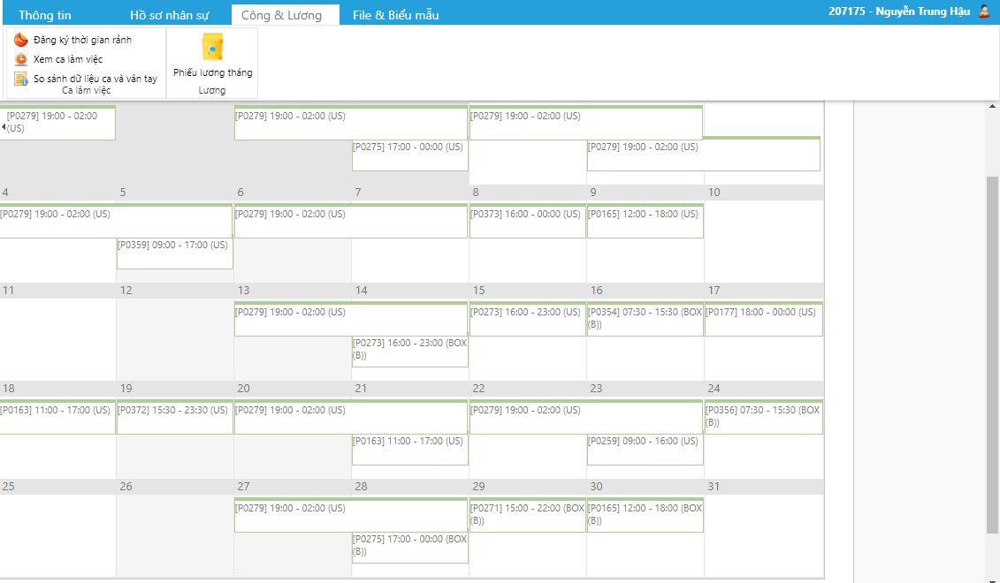 Thông tin
Hồ sơ nhân sự
Công & Lương
File & Biểu mẫu
207175 - Nguyễn Trung Hậu
Đăng ký thời gian rảnh
Xem ca làm việc
So sánh dữ liệu ca và vân tay
Ca làm việc
Phiếu lương tháng
Lương
[P0279] 19:00 - 02:00
(US)
[P0279] 19:00 - 02:00 (US)
[P0279] 19:00 - 02:00 (US)
[P0275] 17:00 - 00:00 (US)
[P0279] 19:00 - 02:00 (US)
4 5 6 7 8 9 10
[P0279] 19:00 - 02:00 (US)
[P0279] 19:00 - 02:00 (US)
[P0373] 16:00 - 00:00 (US)
[P0165] 12:00 - 18:00 (US)
[P0359] 09:00 - 17:00 (US)
11 12 13 14 15 16 17
[P0279] 19:00 - 02:00 (US)
[P0273] 16:00 - 23:00 (US)
[P0354] 07:30 - 15:30 (BOX
(B))
[P0177] 18:00 - 00:00 (US)
[P0273] 16:00 - 23:00 (BOX
(B))
18 19 20 21 22 23 24
[P0163] 11:00 - 17:00 (US)
[P0372] 15:30 - 23:30 (US)
[P0279] 19:00 - 02:00 (US)
[P0279] 19:00 - 02:00 (US)
[P0356] 07:30 - 15:30 (BOX
(B))
[P0163] 11:00 - 17:00 (US)
[P0259] 09:00 - 16:00 (US)
25 26 27 28 29 30 31
[P0279] 19:00 - 02:00 (US)
[P0271] 15:00 - 22:00 (BOX
(B))
[P0165] 12:00 - 18:00 (BOX
(B))
[P0275] 17:00 - 00:00 (BOX
(B))